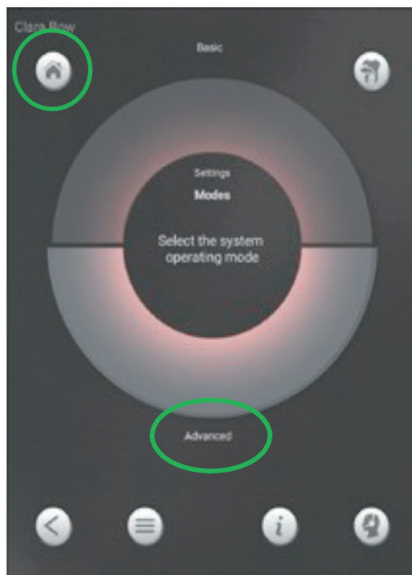 Clara Bow
Basic
Settings
Modes
Select the system
operating mode
Advanced
i